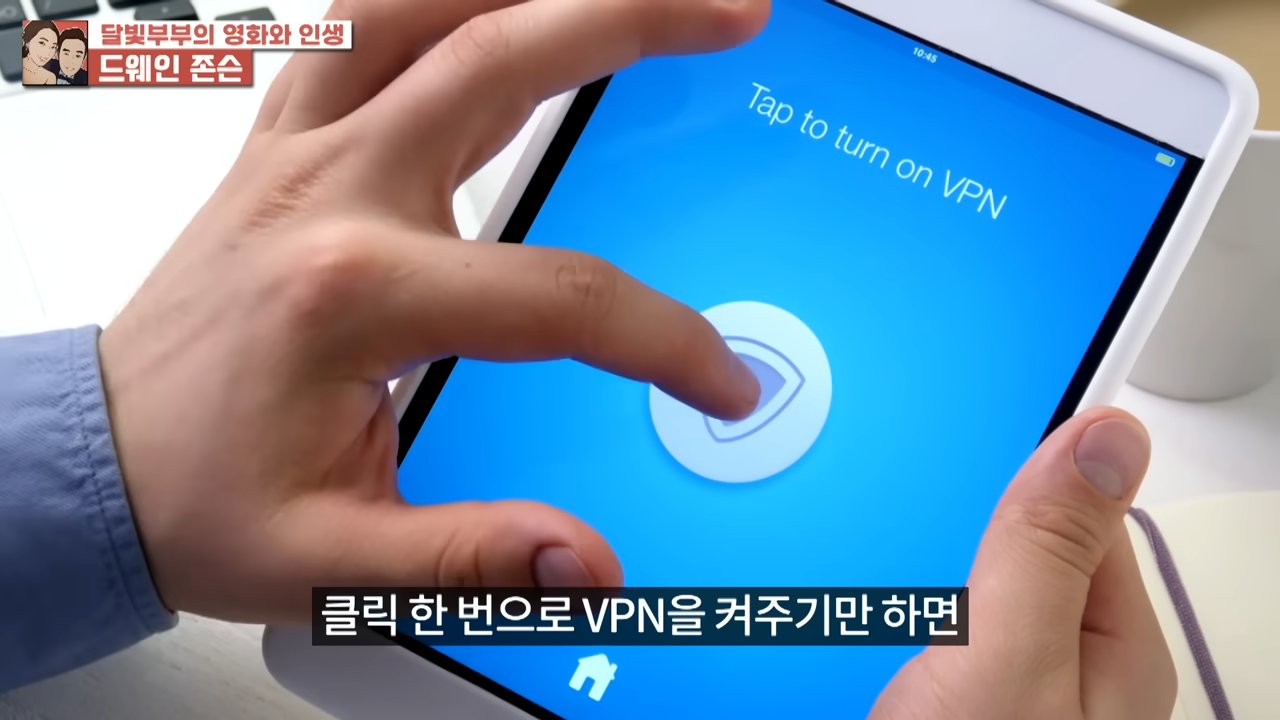 달빛부부의 영화와 인생
드웨인 존슨
10:45
Tap to turn on VPN
클릭 한 번으로 VPN을 켜주기만 하면